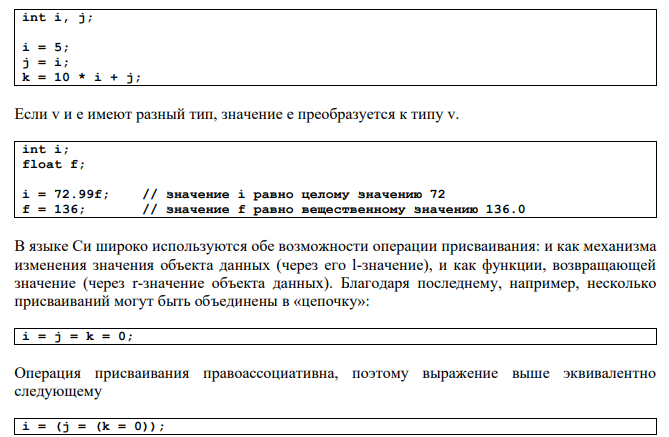 int i, j;
i = 5;
j = i;
k = 10 * i + j;
Если v и e имеют разный тип, значение e преобразуется к типу v.
int i;
float f;
i = 72.99f;    // значение i равно целому значению 72
f = 136;       // значение f равно вещественному значению 136.0
В языке Си широко используются обе возможности операции присваивания: и как механизма
изменения значения объекта данных (через его l-значение), и как функции, возвращающей
значение (через r-значение объекта данных). Благодаря последнему, например, несколько
присваиваний могут быть объединены в «цепочку»:
i = j = k = 0;
Операция присваивания правоассоциативна, поэтому выражение выше эквивалентно
следующему
i = (j = (k = 0));